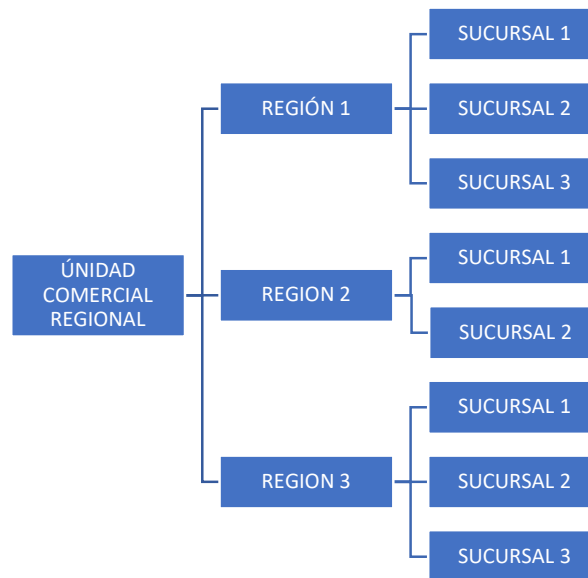 SUCURSAL 1
REGIÓN 1
SUCURSAL 2
SUCURSAL 3
ÚNIDAD
COMERCIAL
REGIONAL
REGION 2
SUCURSAL 1
SUCURSAL 2
REGION 3
SUCURSAL 1
SUCURSAL 2
SUCURSAL 3